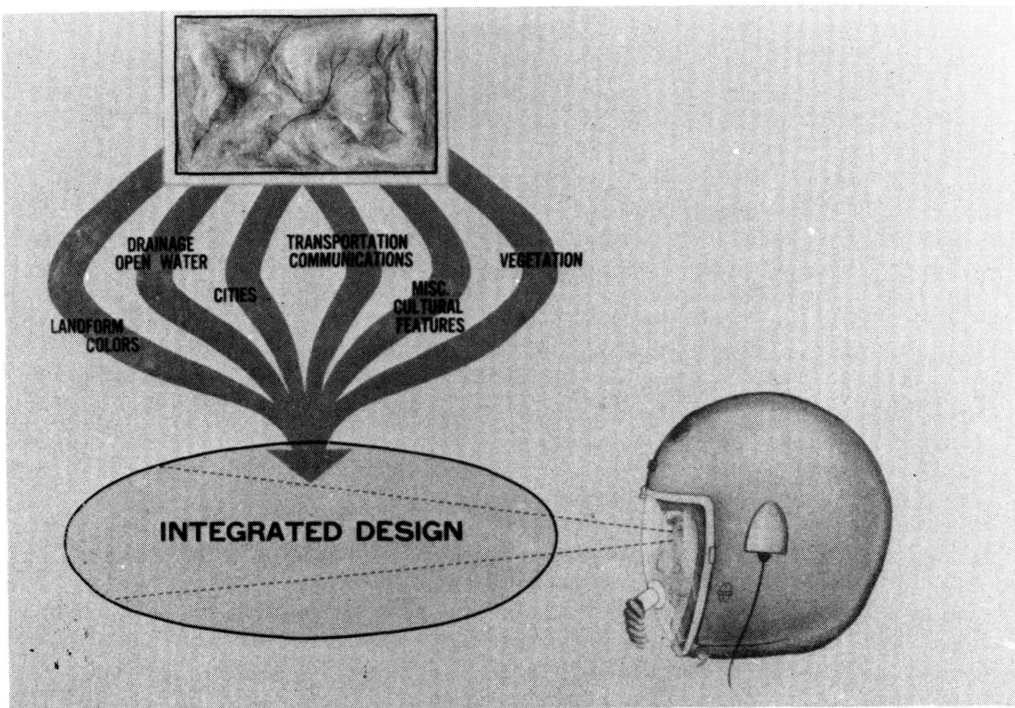 DRAINAGE
OPEN WATER
TRANSPORTATION
COMMUNICATIONS
VEGETATION
CITIES
MISC.
CULTURAL
FEATURES
LANDFORM
COLORS
INTEGRATED DESIGN